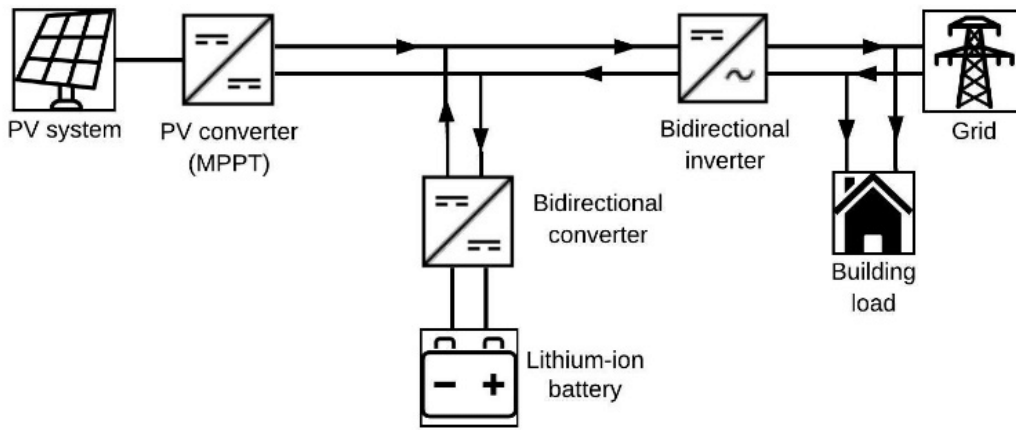 PV system
PV converter
(MPPT)
Bidirectional
inverter
Grid
Bidirectional
converter
Building
load
Lithium-ion
battery